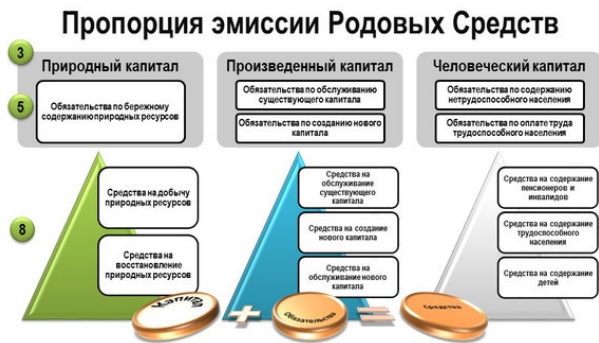 Пропорция эмиссии Родовых Средств
3
Природный капитал
Произведенный капитал
Человеческий капитал
5
Обязательства по бережному
содержанию природных ресурсов
Обязательства по обслуживанию
существующего капитала
Обязательства по созданию нового
капитала
Обязательства по содержанию
нетрудоспособного населения
Обязательства по оплате труда
трудоспособного населения
8
Средства на добычу
природных ресурсов
Средства на
восстановление
природных ресурсов
Средства на
обслуживание
существующего
капитала
Средства на создание
нового капитала
Средства на
обслуживание нового
капитала
Средства на содержание
пенсионеров и
инвалидов
Средства на содержание
трудоспособного
населения
Средства на содержание
детей
Капитал
+
Обязательства
=
Средства